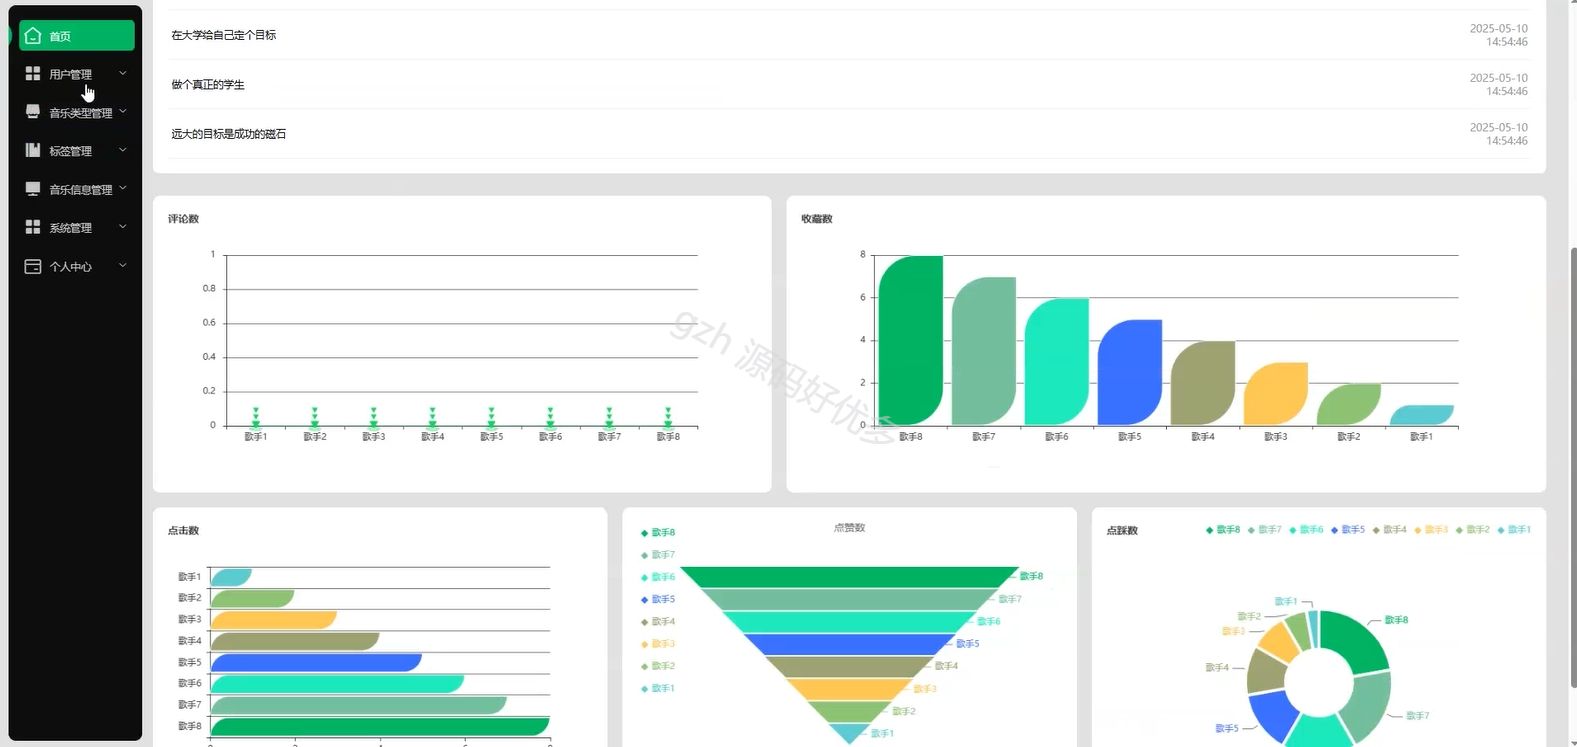 首页
用户管理
音乐类型管理
标签管理
音乐信息管理
系统管理
个人中心
在大学给自己定个目标
2025-05-10
14:54:46
做个真正的学生
2025-05-10
14:54:46
远大的目标是成功的磁石
2025-05-10
14:54:46
评论数
1
0.8
0.6
0.4
0.2
0
歌手1 歌手2 歌手3 歌手4 歌手5 歌手6 歌手7 歌手8
收藏数
8
6
4
2
0
歌手8 歌手7 歌手6 歌手5 歌手4 歌手3 歌手2 歌手1
gzh 源码好优多
点击数
歌手1
歌手2
歌手3
歌手4
歌手5
歌手6
歌手7
歌手8
点赞数
歌手8
歌手7
歌手6
歌手5
歌手4
歌手3
歌手2
歌手1
歌手8
歌手7
歌手6
歌手5
歌手4
歌手3
歌手2
歌手1
点踩数
歌手8 歌手7 歌手6 歌手5 歌手4 歌手3 歌手2 歌手1
歌手1
歌手2
歌手3
歌手4
歌手5
歌手8
歌手7